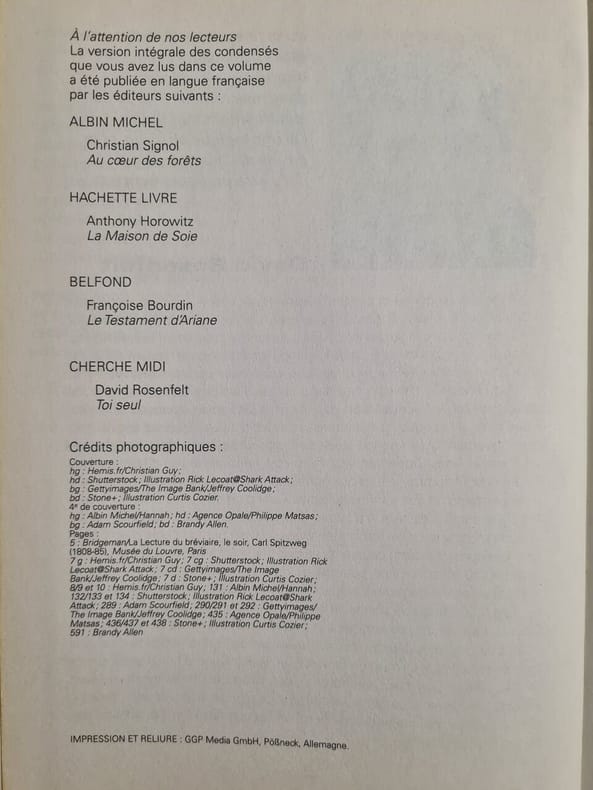 À l'attention de nos lecteurs
La version intégrale des condensés
que vous avez lus dans ce volume
a été publiée en langue française
par les éditeurs suivants :
ALBIN MICHEL
Christian Signol
Au cœur des forêts
HACHETTE LIVRE
Anthony Horowitz
La Maison de Soie
BELFOND
Françoise Bourdin
Le Testament d'Ariane
CHERCHE MIDI
David Rosenfelt
Toi seul
Crédits photographiques :
Couverture :
hg : Hemis.fr/Christian Guy;
hd : Shutterstock; Illustration Rick Lecoat@Shark Attack;
bg : Gettyimages/The Image Bank/Jeffrey Coolidge;
bd : Stone+; Illustration Curtis Cozier.
4e de couverture :
hg : Albin Michel/Hannah; hd : Agence Opale/Philippe Matsas;
bg : Adam Scourfield; bd : Brandy Allen.
Pages :
5 : Bridgeman/La Lecture du bréviaire, le soir, Carl Spitzweg
(1808-85), Musée du Louvre, Paris
7 g : Hemis.fr/Christian Guy; 7 cg : Shutterstock; Illustration Rick
Lecoat@Shark Attack; 7 cd : Gettyimages/The Image
Bank/Jeffrey Coolidge; 7 d : Stone+; Illustration Curtis Cozier;
8/9 et 10 : Hemis.fr/Christian Guy; 131 : Albin Michel/Hannah;
132/133 et 134 : Shutterstock; Illustration Rick Lecoat@Shark
Attack; 289 : Adam Scourfield; 290/291 et 292 : Gettyimages/
The Image Bank/Jeffrey Coolidge; 435 : Agence Opale/Philippe
Matsas; 436/437 et 438 : Stone+; Illustration Curtis Cozier;
591 : Brandy Allen
IMPRESSION ET RELIURE : GGP Media GmbH, Pößneck, Allemagne.